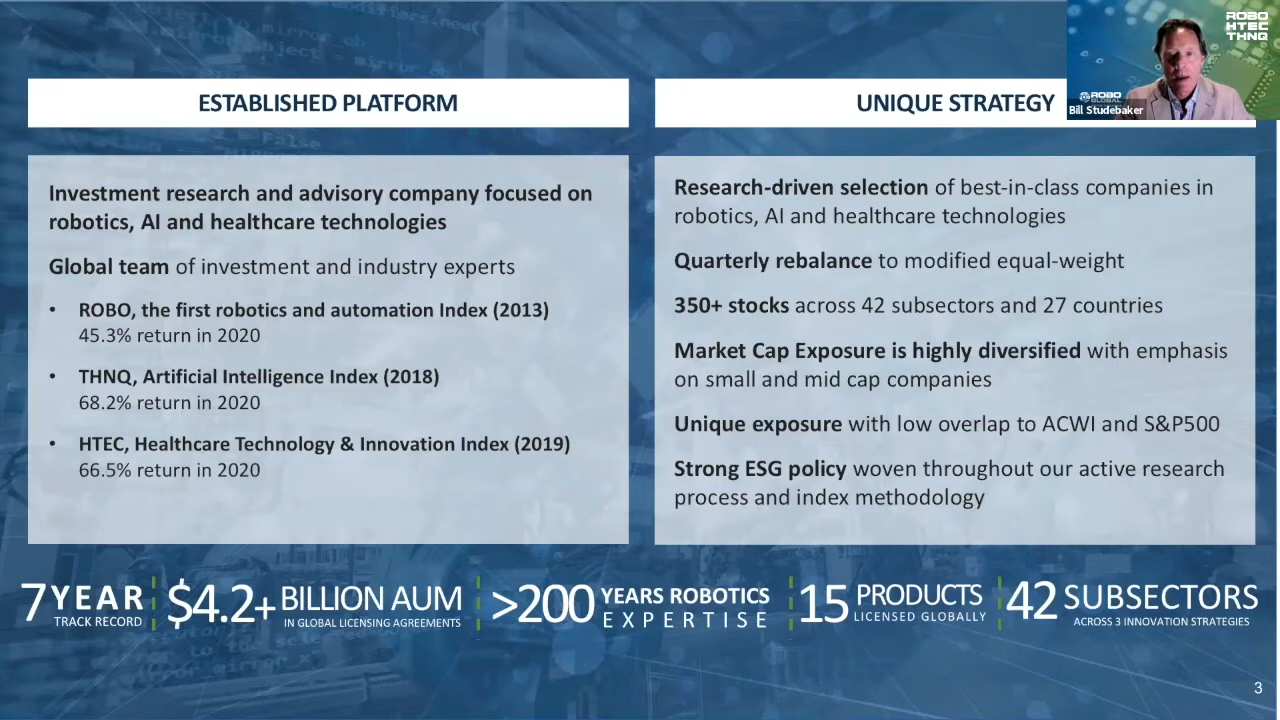 ESTABLISHED PLATFORM
Investment research and advisory company focused on
robotics, AI and healthcare technologies
Global team of investment and industry experts
• ROBO, the first robotics and automation Index (2013)
45.3% return in 2020
• THNQ, Artificial Intelligence Index (2018)
68.2% return in 2020
• HTEC, Healthcare Technology & Innovation Index (2019)
66.5% return in 2020
UNIQUE STRATEGY
Research-driven selection of best-in-class companies in
robotics, AI and healthcare technologies
Quarterly rebalance to modified equal-weight
350+ stocks across 42 subsectors and 27 countries
Market Cap Exposure is highly diversified with emphasis
on small and mid cap companies
Unique exposure with low overlap to ACWI and S&P500
Strong ESG policy woven throughout our active research
process and index methodology
ROBO
HTEC
THNQ
ROBO
GLOBAL
Bill Studebaker
7 YEAR
TRACK RECORD
$4.2+ BILLION AUM
IN GLOBAL LICENSING AGREEMENTS
>200 YEARS ROBOTICS
EXPERTISE
15 PRODUCTS
LICENSED GLOBALLY
42 SUBSECTORS
ACROSS 3 INNOVATION STRATEGIES
3